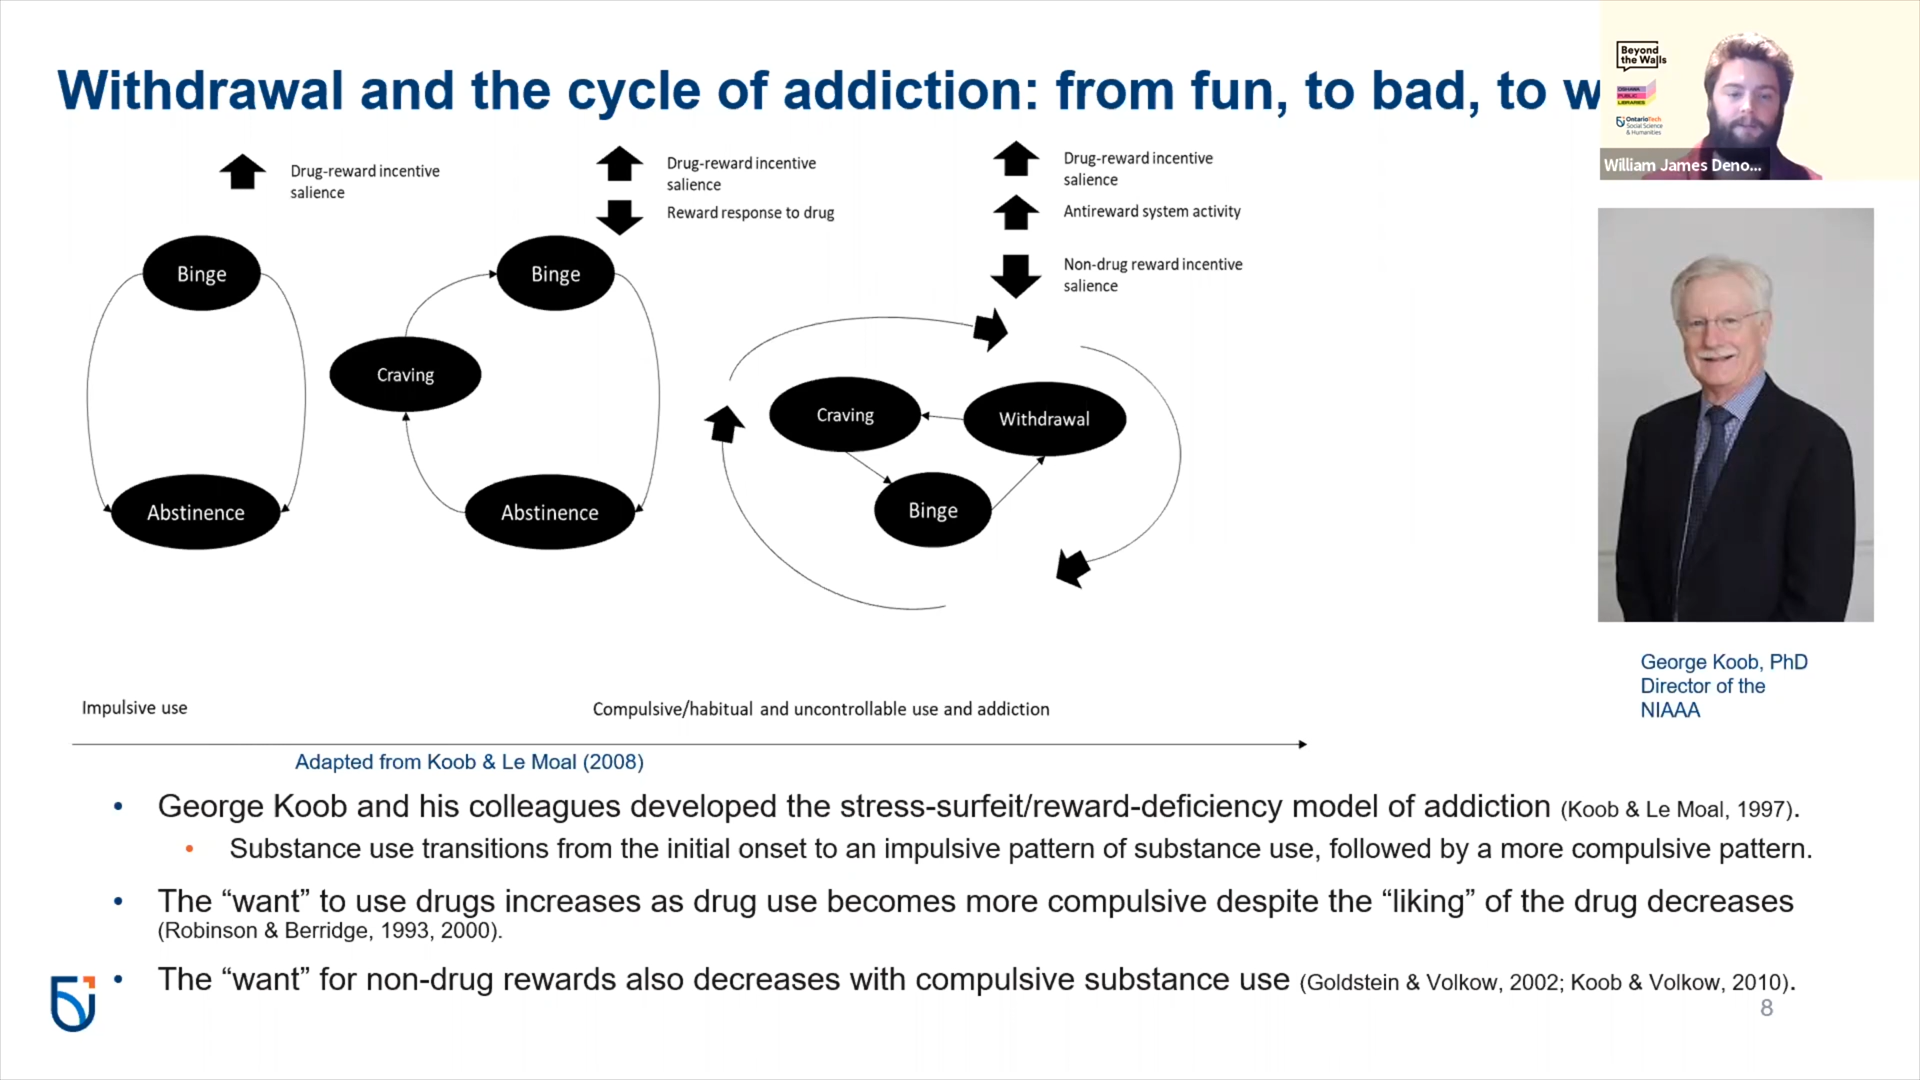 Withdrawal and the cycle of addiction: from fun, to bad, to w
Beyond
the Walls
OSHAWA
PUBLIC
LIBRARIES
OntarioTech
Social Science
& Humanities
William James Deno...
Drug-reward incentive
salience
Drug-reward incentive
salience
Reward response to drug
Drug-reward incentive
salience
Antireward system activity
Non-drug reward incentive
salience
Binge
Abstinence
Binge
Craving
Abstinence
Craving
Withdrawal
Binge
Impulsive use
Compulsive/habitual and uncontrollable use and addiction
Adapted from Koob & Le Moal (2008)
George Koob, PhD
Director of the
NIAAA
• George Koob and his colleagues developed the stress-surfeit/reward-deficiency model of addiction (Koob & Le Moal, 1997).
• Substance use transitions from the initial onset to an impulsive pattern of substance use, followed by a more compulsive pattern.
• The “want” to use drugs increases as drug use becomes more compulsive despite the “liking” of the drug decreases
(Robinson & Berridge, 1993, 2000).
• The “want” for non-drug rewards also decreases with compulsive substance use (Goldstein & Volkow, 2002; Koob & Volkow, 2010).
8